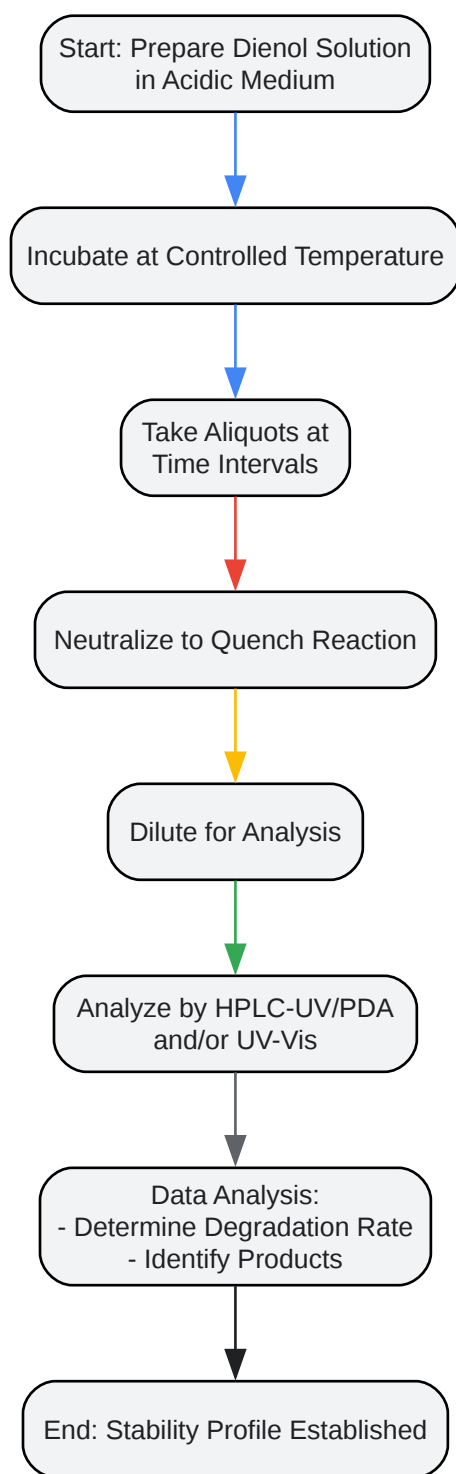 Start: Prepare Dienol Solution
in Acidic Medium
Incubate at Controlled Temperature
Take Aliquots at
Time Intervals
Neutralize to Quench Reaction
Dilute for Analysis
Analyze by HPLC-UV/PDA
and/or UV-Vis
Data Analysis:
- Determine Degradation Rate
- Identify Products
End: Stability Profile Established